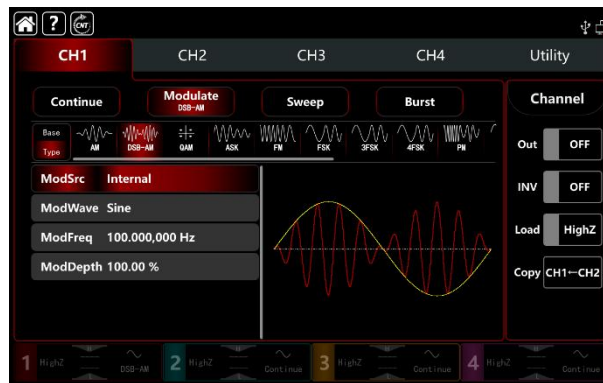 ? CNT
CH1 CH2 CH3 CH4 Utility
Continue Modulate Sweep Burst Channel
DSB-AM
Base
Type
AM DSB-AM QAM ASK FM FSK 3FSK 4FSK PM
Out OFF
ModSrc Internal
INV OFF
ModWave Sine
ModFreq 100.000,000 Hz
Load HighZ
ModDepth 100.00 %
Copy CH1←CH2
1 HighZ DSB-AM 2 HighZ Continue 3 HighZ Continue 4 HighZ Continue